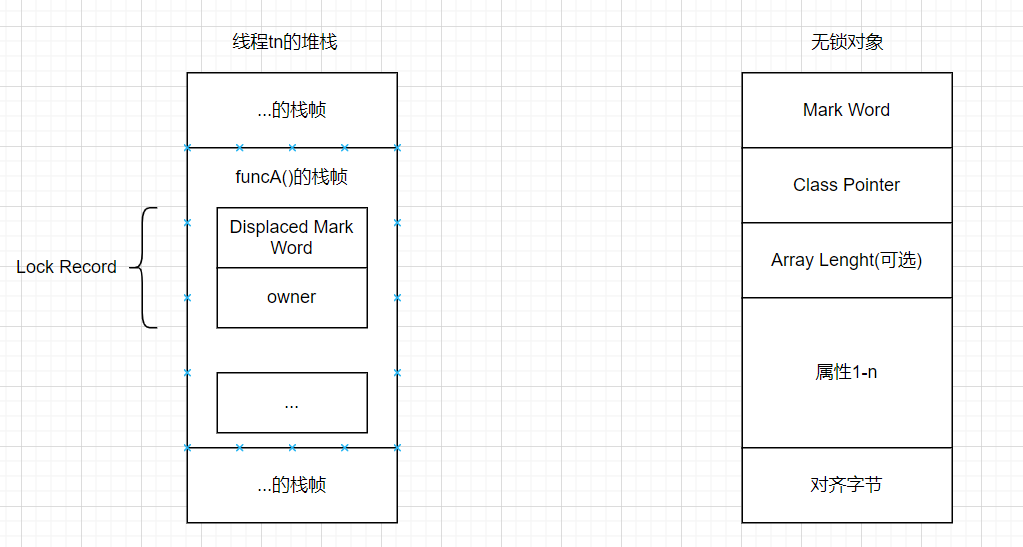 线程tn的堆栈
...的栈帧
funcA()的栈帧
Lock Record
Displaced Mark
Word
owner
...
...的栈帧
无锁对象
Mark Word
Class Pointer
Array Lenght(可选)
属性1-n
对齐字节